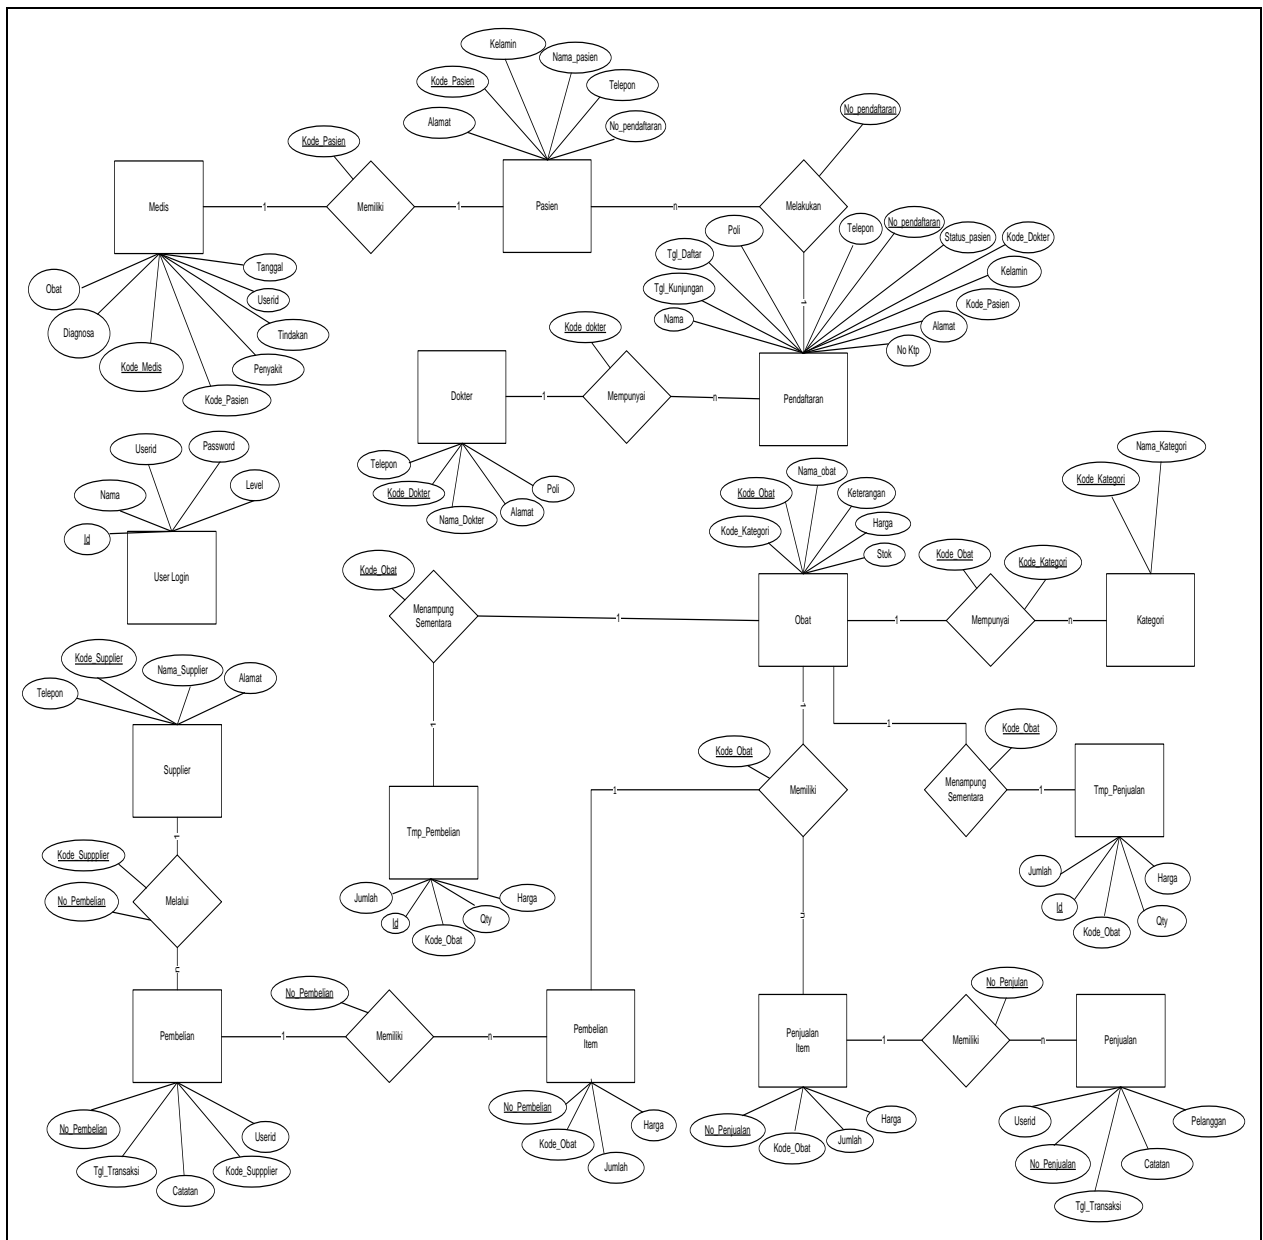 Kelamin
Nama_pasien
Kode_Pasien
Telepon
Alamat
No_pendaftaran
No_pendaftaran
Kode_Pasien
Medis
1
Memiliki
1
Pasien
n
Melakukan
1
Obat
Diagnosa
Kode_Medis
Kode_Pasien
Penyakit
Tindakan
Userid
Tanggal
Poli
Tgl_Daftar
Tgl_Kunjungan
Nama
Telepon
No_pendaftaran
Status_pasien
Kode_Dokter
Kelamin
Kode_Pasien
Alamat
No Ktp
Kode_dokter
Dokter
1
Mempunyai
n
Pendaftaran
Telepon
Kode_Dokter
Nama_Dokter
Alamat
Poli
Userid
Password
Nama
Level
Id
User Login
Nama_obat
Kode_Obat
Keterangan
Kode_Kategori
Harga
Stok
Nama_Kategori
Kode_Kategori
Kode_Obat
Menampung
Sementara
1
Obat
1
Kode_Obat
Kode_Kategori
Mempunyai
n
Kategori
1
Kode_Supplier
Nama_Supplier
Telepon
Alamat
Supplier
1
Kode_Suppplier
No_Pembelian
Melalui
n
Tmp_Pembelian
Jumlah
Id
Kode_Obat
Qty
Harga
1
1
Kode_Obat
Memiliki
1
n
Kode_Obat
Menampung
Sementara
1
Tmp_Penjualan
Jumlah
Id
Kode_Obat
Qty
Harga
No_Pembelian
Pembelian
1
Memiliki
n
Pembelian
Item
No_Penjulan
Penjualan
Item
1
Memiliki
n
Penjualan
No_Pembelian
Tgl_Transaksi
Catatan
Kode_Suppplier
Userid
No_Pembelian
Kode_Obat
Jumlah
Harga
No_Penjualan
Kode_Obat
Jumlah
Harga
Userid
No_Penjualan
Tgl_Transaksi
Catatan
Pelanggan